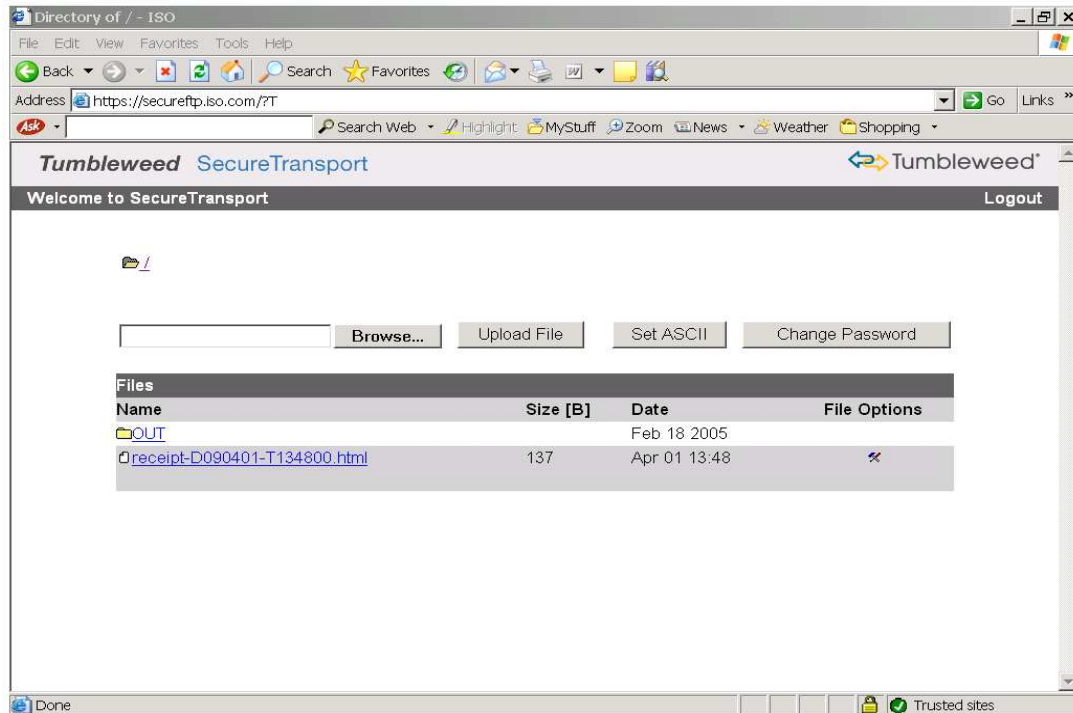 Directory of / - ISO
File Edit View Favorites Tools Help
Back Search Favorites
Address https://secureftp.iso.com/?T Go Links »
Ask Search Web Highlight MyStuff Zoom News Weather Shopping
Tumbleweed SecureTransport Tumbleweed
Welcome to SecureTransport Logout
/
Browse... Upload File Set ASCII Change Password
Files
Name Size [B] Date File Options
OUT Feb 18 2005
receipt-D090401-T134800.html 137 Apr 01 13:48
Done Trusted sites